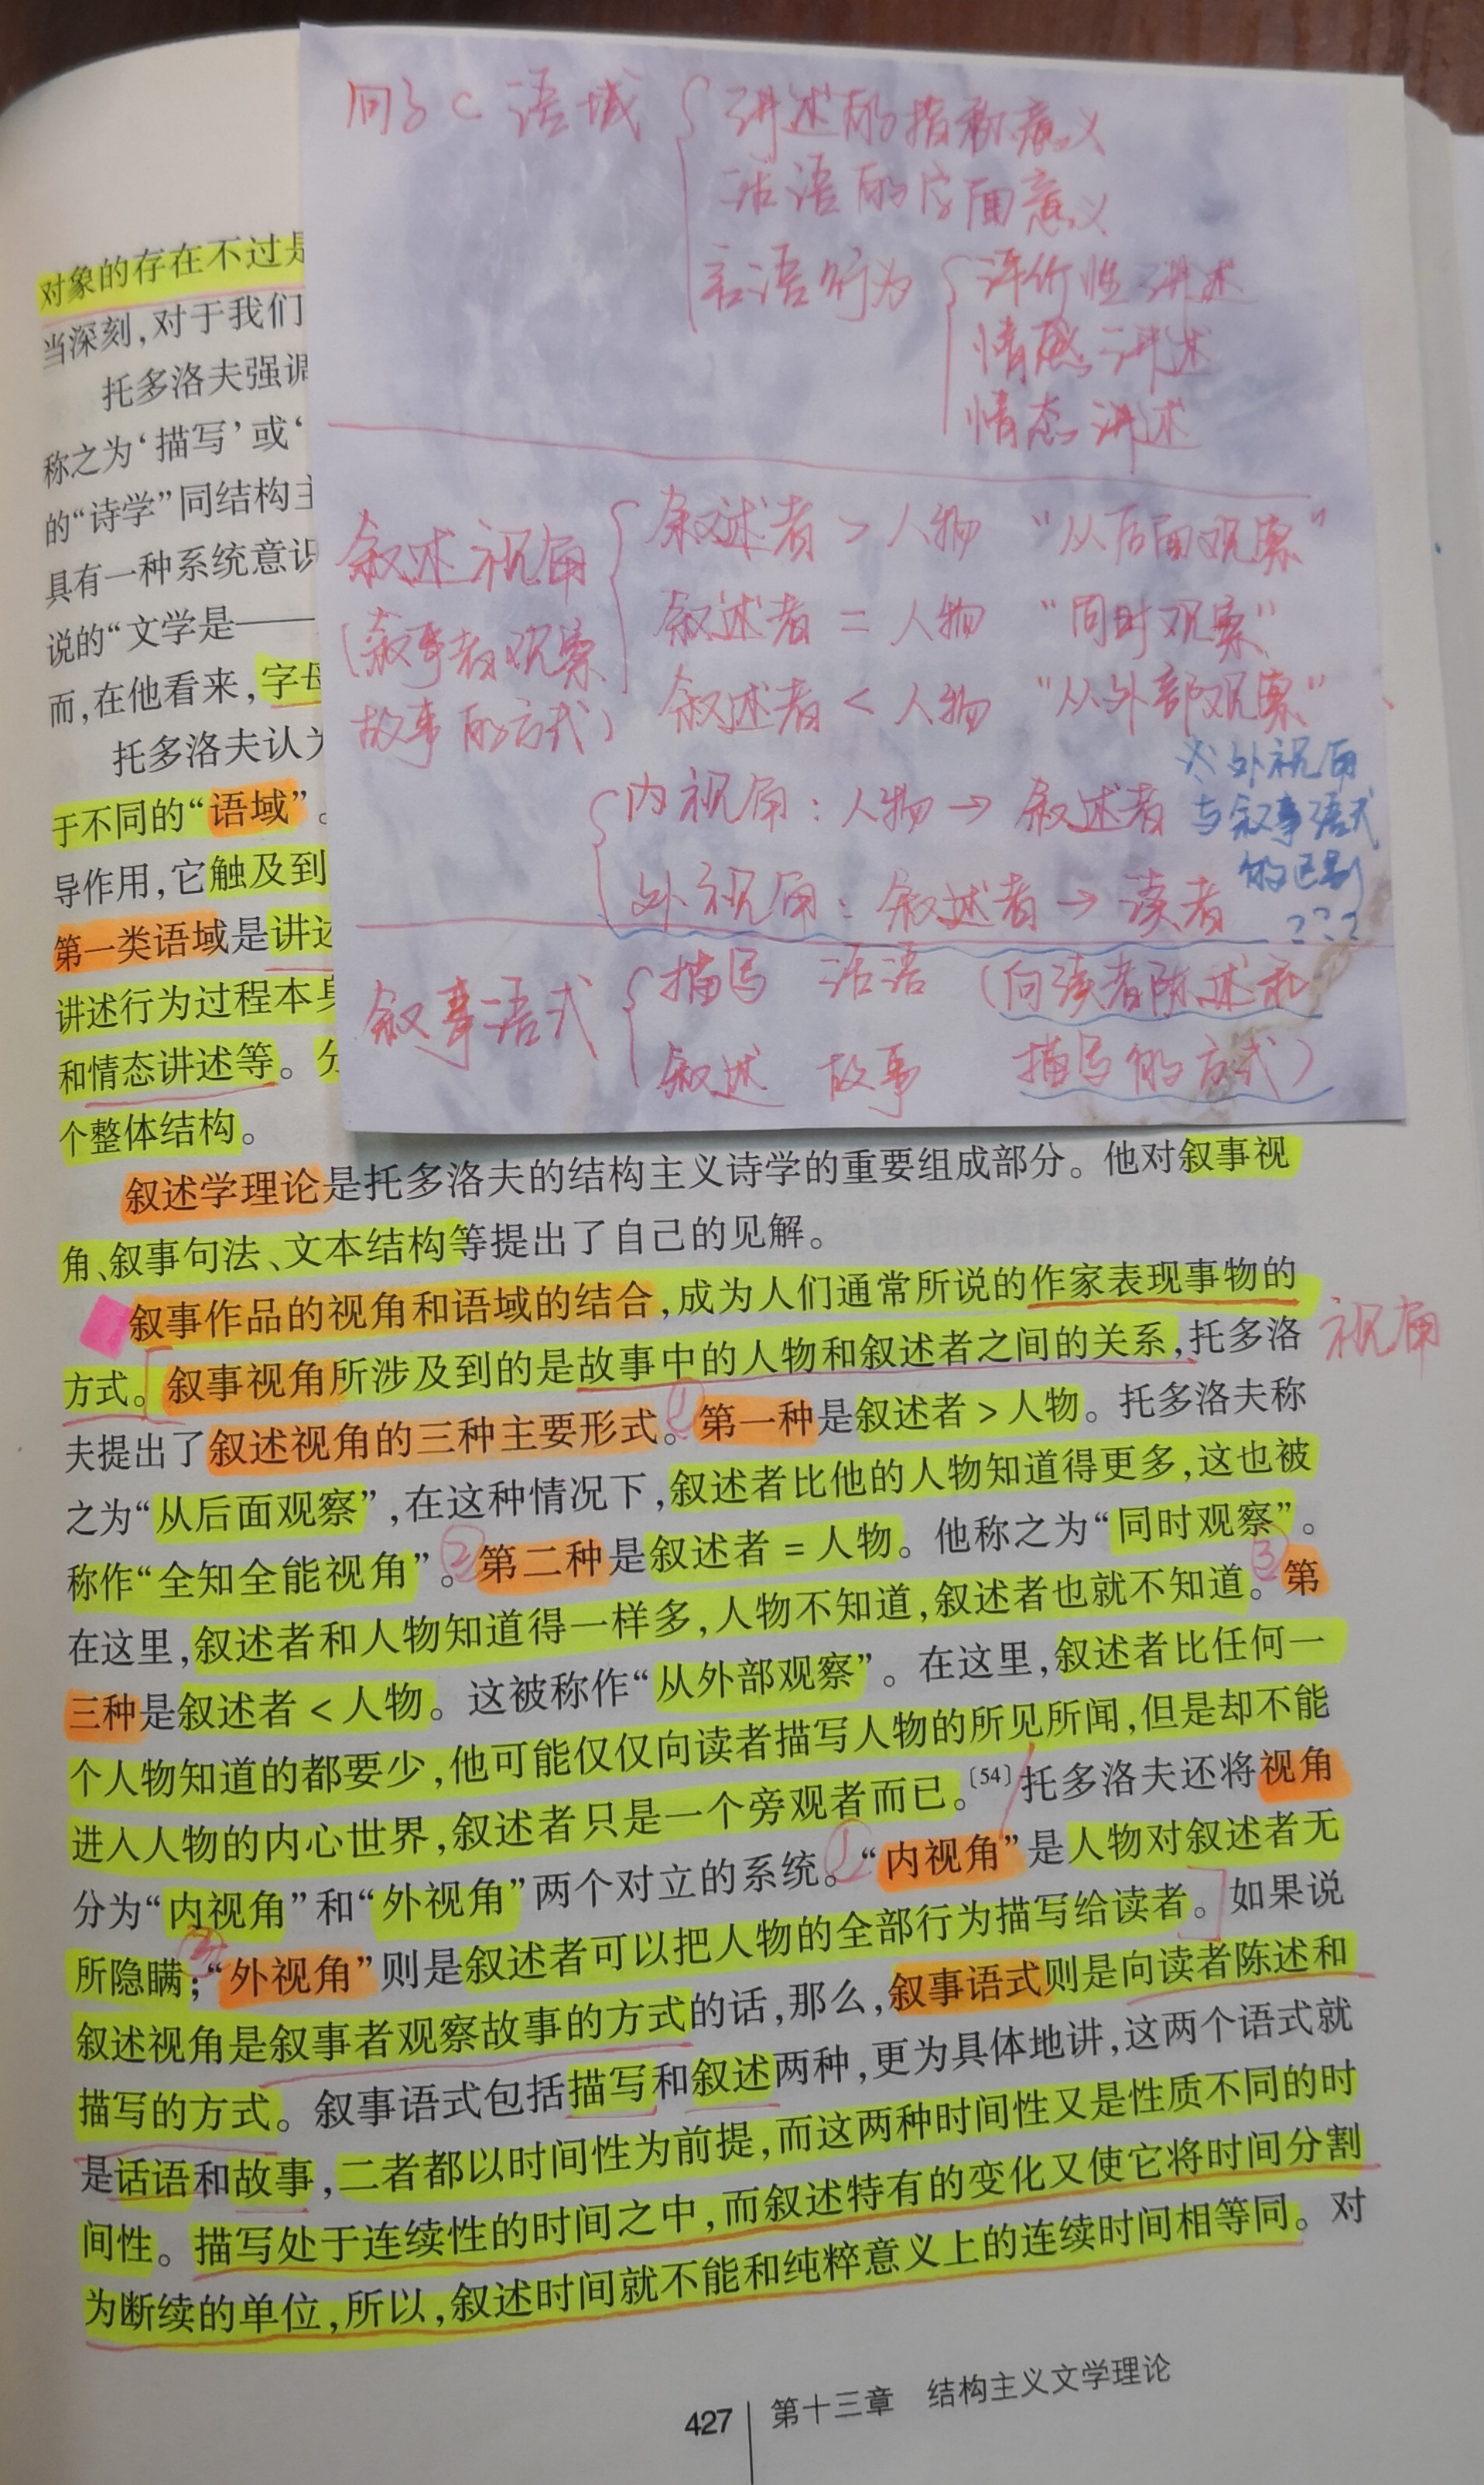 句子 ⊂ 语域 { 讲述的指称意义
话语的字面意义
言语行为 { 评价性讲述
情感讲述
情态讲述
叙述视角 { 叙述者 > 人物 “从后面观察”
(叙事者观察 叙述者 = 人物 “同时观察”
故事的方式) 叙述者 < 人物 “从外部观察”
{ 内视角:人物 → 叙述者
外视角:叙述者 → 读者
外视角
与叙事语式
的区别
???
叙事语式 { 描写 话语 (向读者陈述和
叙述 故事 描写的方式)
对象的存在不过是
当深刻,对于我们
托多洛夫强调
称之为‘描写’或‘
的“诗学”同结构主
具有一种系统意识
说的“文学是——
而,在他看来,字母
托多洛夫认为
于不同的“语域”。
导作用,它触及到
第一类语域是讲述
讲述行为过程本身
和情态讲述等。分
个整体结构。
叙述学理论是托多洛夫的结构主义诗学的重要组成部分。他对叙事视
角、叙事句法、文本结构等提出了自己的见解。
叙事作品的视角和语域的结合,成为人们通常所说的作家表现事物的
方式。叙事视角所涉及到的是故事中的人物和叙述者之间的关系,托多洛
视角
夫提出了叙述视角的三种主要形式。①第一种是叙述者 > 人物。托多洛夫称
之为“从后面观察”,在这种情况下,叙述者比他的人物知道得更多,这也被
称作“全知全能视角”。②第二种是叙述者 = 人物。他称之为“同时观察”。
在这里,叙述者和人物知道得一样多,人物不知道,叙述者也就不知道。③第
三种是叙述者 < 人物。这被称作“从外部观察”。在这里,叙述者比任何一
个人物知道的都要少,他可能仅仅向读者描写人物的所见所闻,但是却不能
进入人物的内心世界,叙述者只是一个旁观者而已。〔54〕托多洛夫还将视角
分为“内视角”和“外视角”两个对立的系统。①“内视角”是人物对叙述者无
所隐瞒;②“外视角”则是叙述者可以把人物的全部行为描写给读者。如果说
叙述视角是叙事者观察故事的方式的话,那么,叙事语式则是向读者陈述和
描写的方式。叙事语式包括描写和叙述两种,更为具体地讲,这两个语式就
是话语和故事,二者都以时间性为前提,而这两种时间性又是性质不同的时
间性。描写处于连续性的时间之中,而叙述特有的变化又使它将时间分割
为断续的单位,所以,叙述时间就不能和纯粹意义上的连续时间相等同。对
427 第十三章 结构主义文学理论